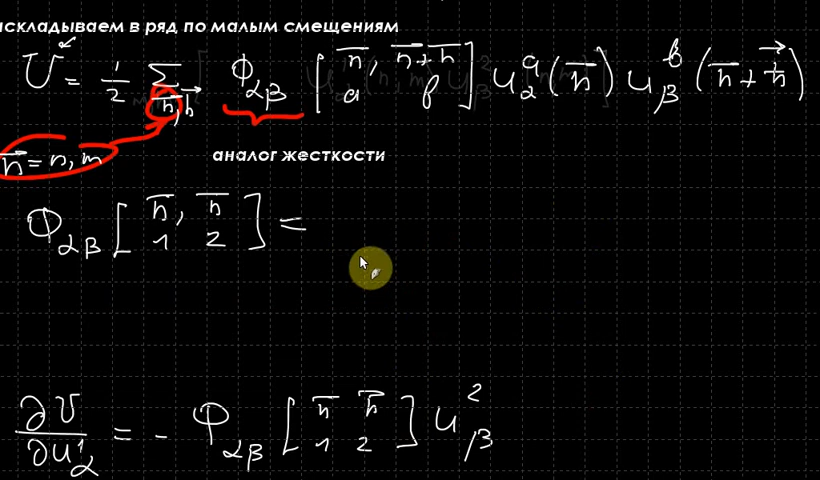 аскладываем в ряд по малым смещениям
U = 1/2 Σ_{n⃗,h⃗} Φ_{αβ} [n̄, n̄+h̄ / a b] u_α^a (n̄) u_β^b (n̄ + h⃗)
n⃗ = n, m
аналог жесткости
Φ_{αβ} [n̄, n̄ / 1 2] =
∂U/∂u_α^1 = - Φ_{αβ} [n̄ n̄ / 1 2] u_β^2